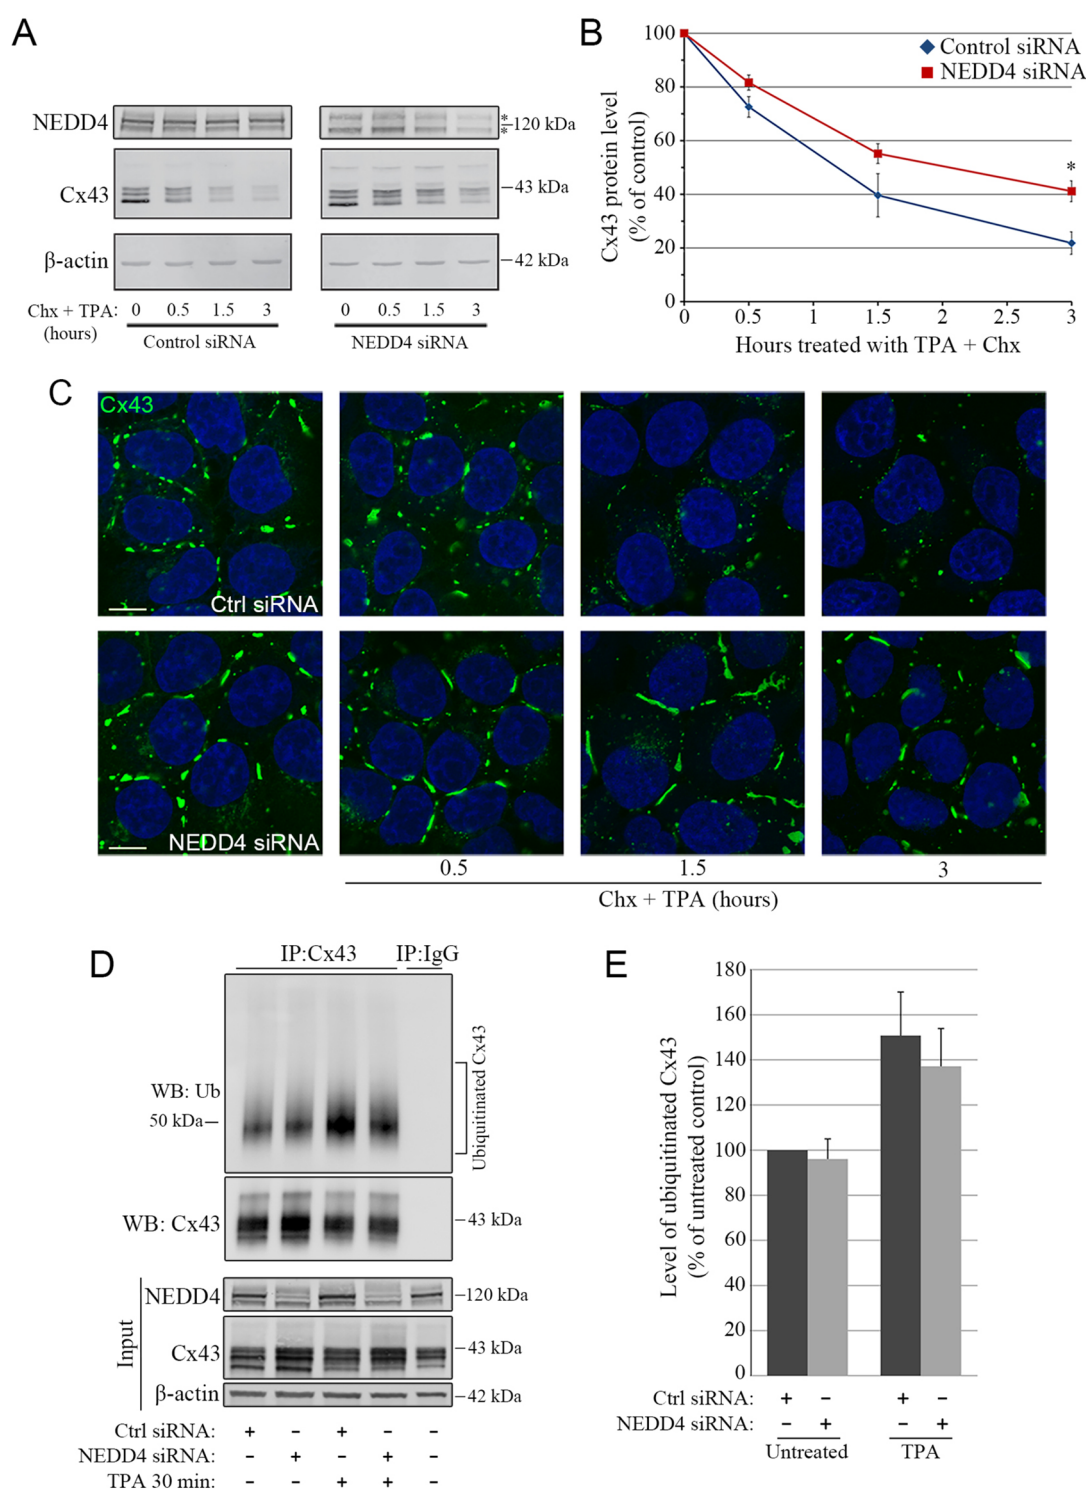 A
NEDD4
*
*
120 kDa
Cx43
43 kDa
β-actin
42 kDa
Chx + TPA: 0 0.5 1.5 3 0 0.5 1.5 3
(hours)
Control siRNA NEDD4 siRNA
B
Control siRNA
NEDD4 siRNA
Cx43 protein level
(% of control)
100
80
60
40
20
0
*
0 0.5 1 1.5 2 2.5 3
Hours treated with TPA + Chx
C
Cx43
Ctrl siRNA
NEDD4 siRNA
0.5 1.5 3
Chx + TPA (hours)
D
IP:Cx43 IP:IgG
WB: Ub
50 kDa
Ubiquitinated Cx43
WB: Cx43
43 kDa
Input
NEDD4
120 kDa
Cx43
43 kDa
β-actin
42 kDa
Ctrl siRNA: + - + - -
NEDD4 siRNA: - + - + -
TPA 30 min: - - + + -
E
Level of ubiquitinated Cx43
(% of untreated control)
180
160
140
120
100
80
60
40
20
0
Ctrl siRNA: + - + -
NEDD4 siRNA: - + - +
Untreated TPA